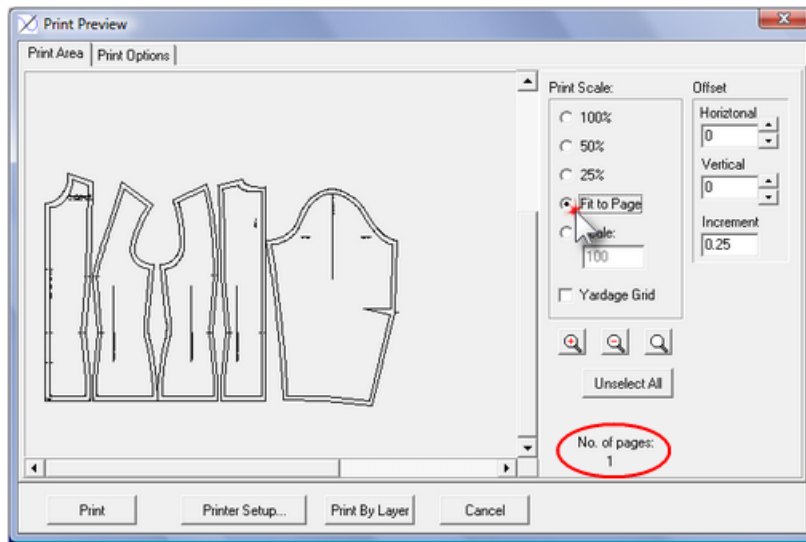 Print Preview
Print Area
Print Options
Print Scale:
100%
50%
25%
Fit to Page
100
Yardage Grid
Offset
Horiztonal
0
Vertical
0
Increment
0.25
Unselect All
No. of pages:
1
Print
Printer Setup...
Print By Layer
Cancel